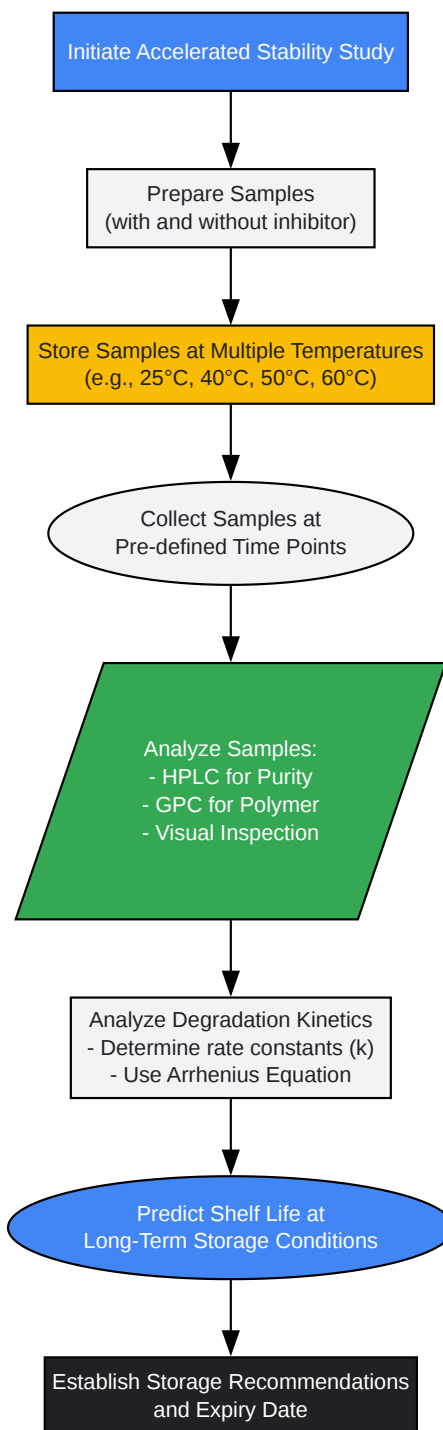 Initiate Accelerated Stability Study
Prepare Samples
(with and without inhibitor)
Store Samples at Multiple Temperatures
(e.g., 25°C, 40°C, 50°C, 60°C)
Collect Samples at
Pre-defined Time Points
Analyze Samples:
- HPLC for Purity
- GPC for Polymer
- Visual Inspection
Analyze Degradation Kinetics
- Determine rate constants (k)
- Use Arrhenius Equation
Predict Shelf Life at
Long-Term Storage Conditions
Establish Storage Recommendations
and Expiry Date